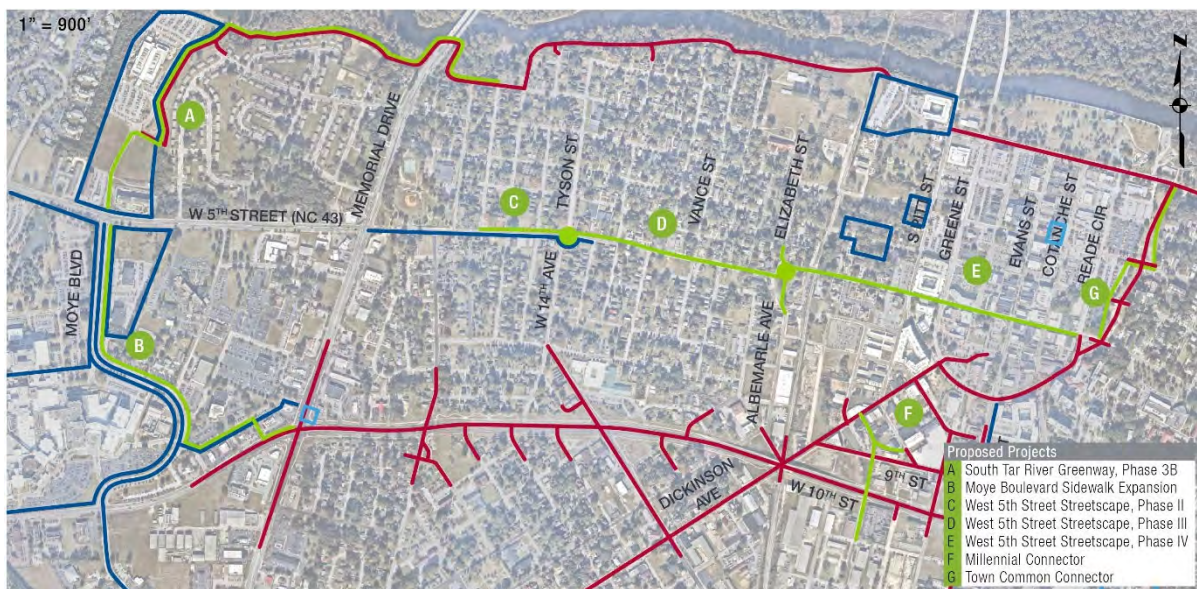 1" = 900'
N
A
MEMORIAL DRIVE
W 5TH STREET (NC 43)
C
TYSON ST
D
VANCE ST
ELIZABETH ST
S PITT ST
GREENE ST
EVANS ST
COTANCHE ST
READE CIR
E
G
MOYE BLVD
B
W 14TH AVE
ALBEMARLE AVE
F
DICKINSON
AVE
W 10TH ST
9TH ST
Proposed Projects
A South Tar River Greenway, Phase 3B
B Moye Boulevard Sidewalk Expansion
C West 5th Street Streetscape, Phase II
D West 5th Street Streetscape, Phase III
E West 5th Street Streetscape, Phase IV
F Millennial Connector
G Town Common Connector